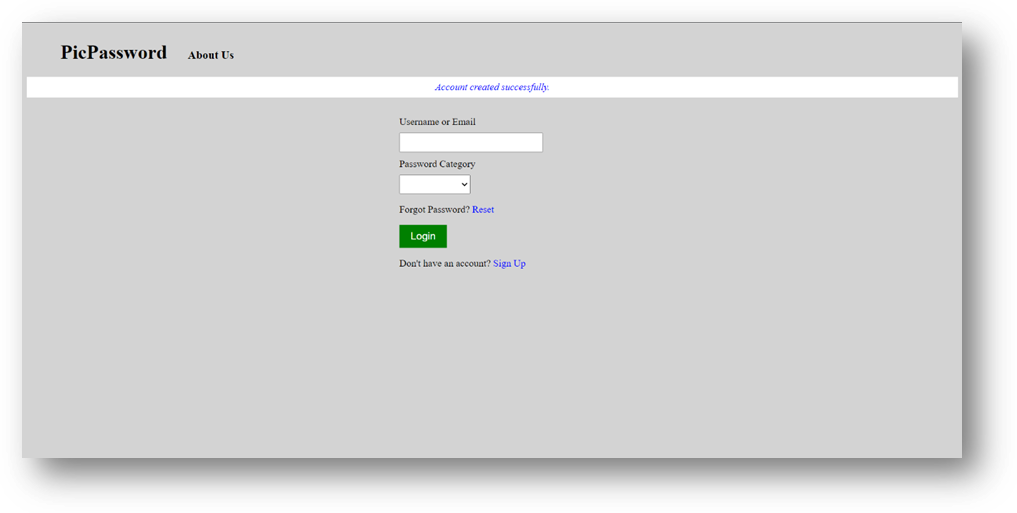 PicPassword About Us
Account created successfully.
Username or Email
Password Category
Forgot Password? Reset
Login
Don't have an account? Sign Up